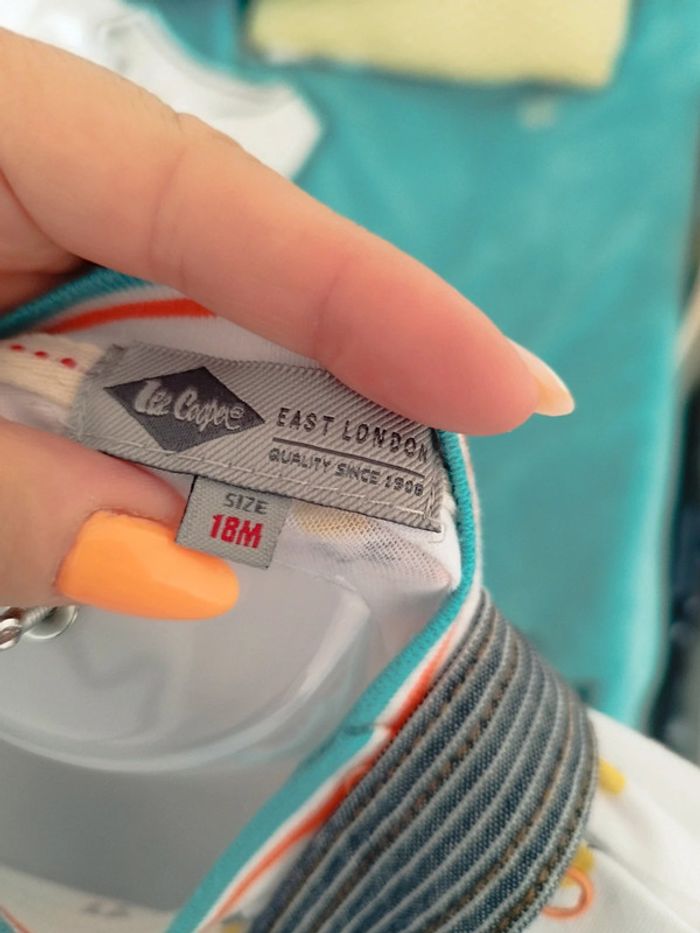 Lee Cooper®
EAST LONDON
QUALITY SINCE 1908
SIZE
18M